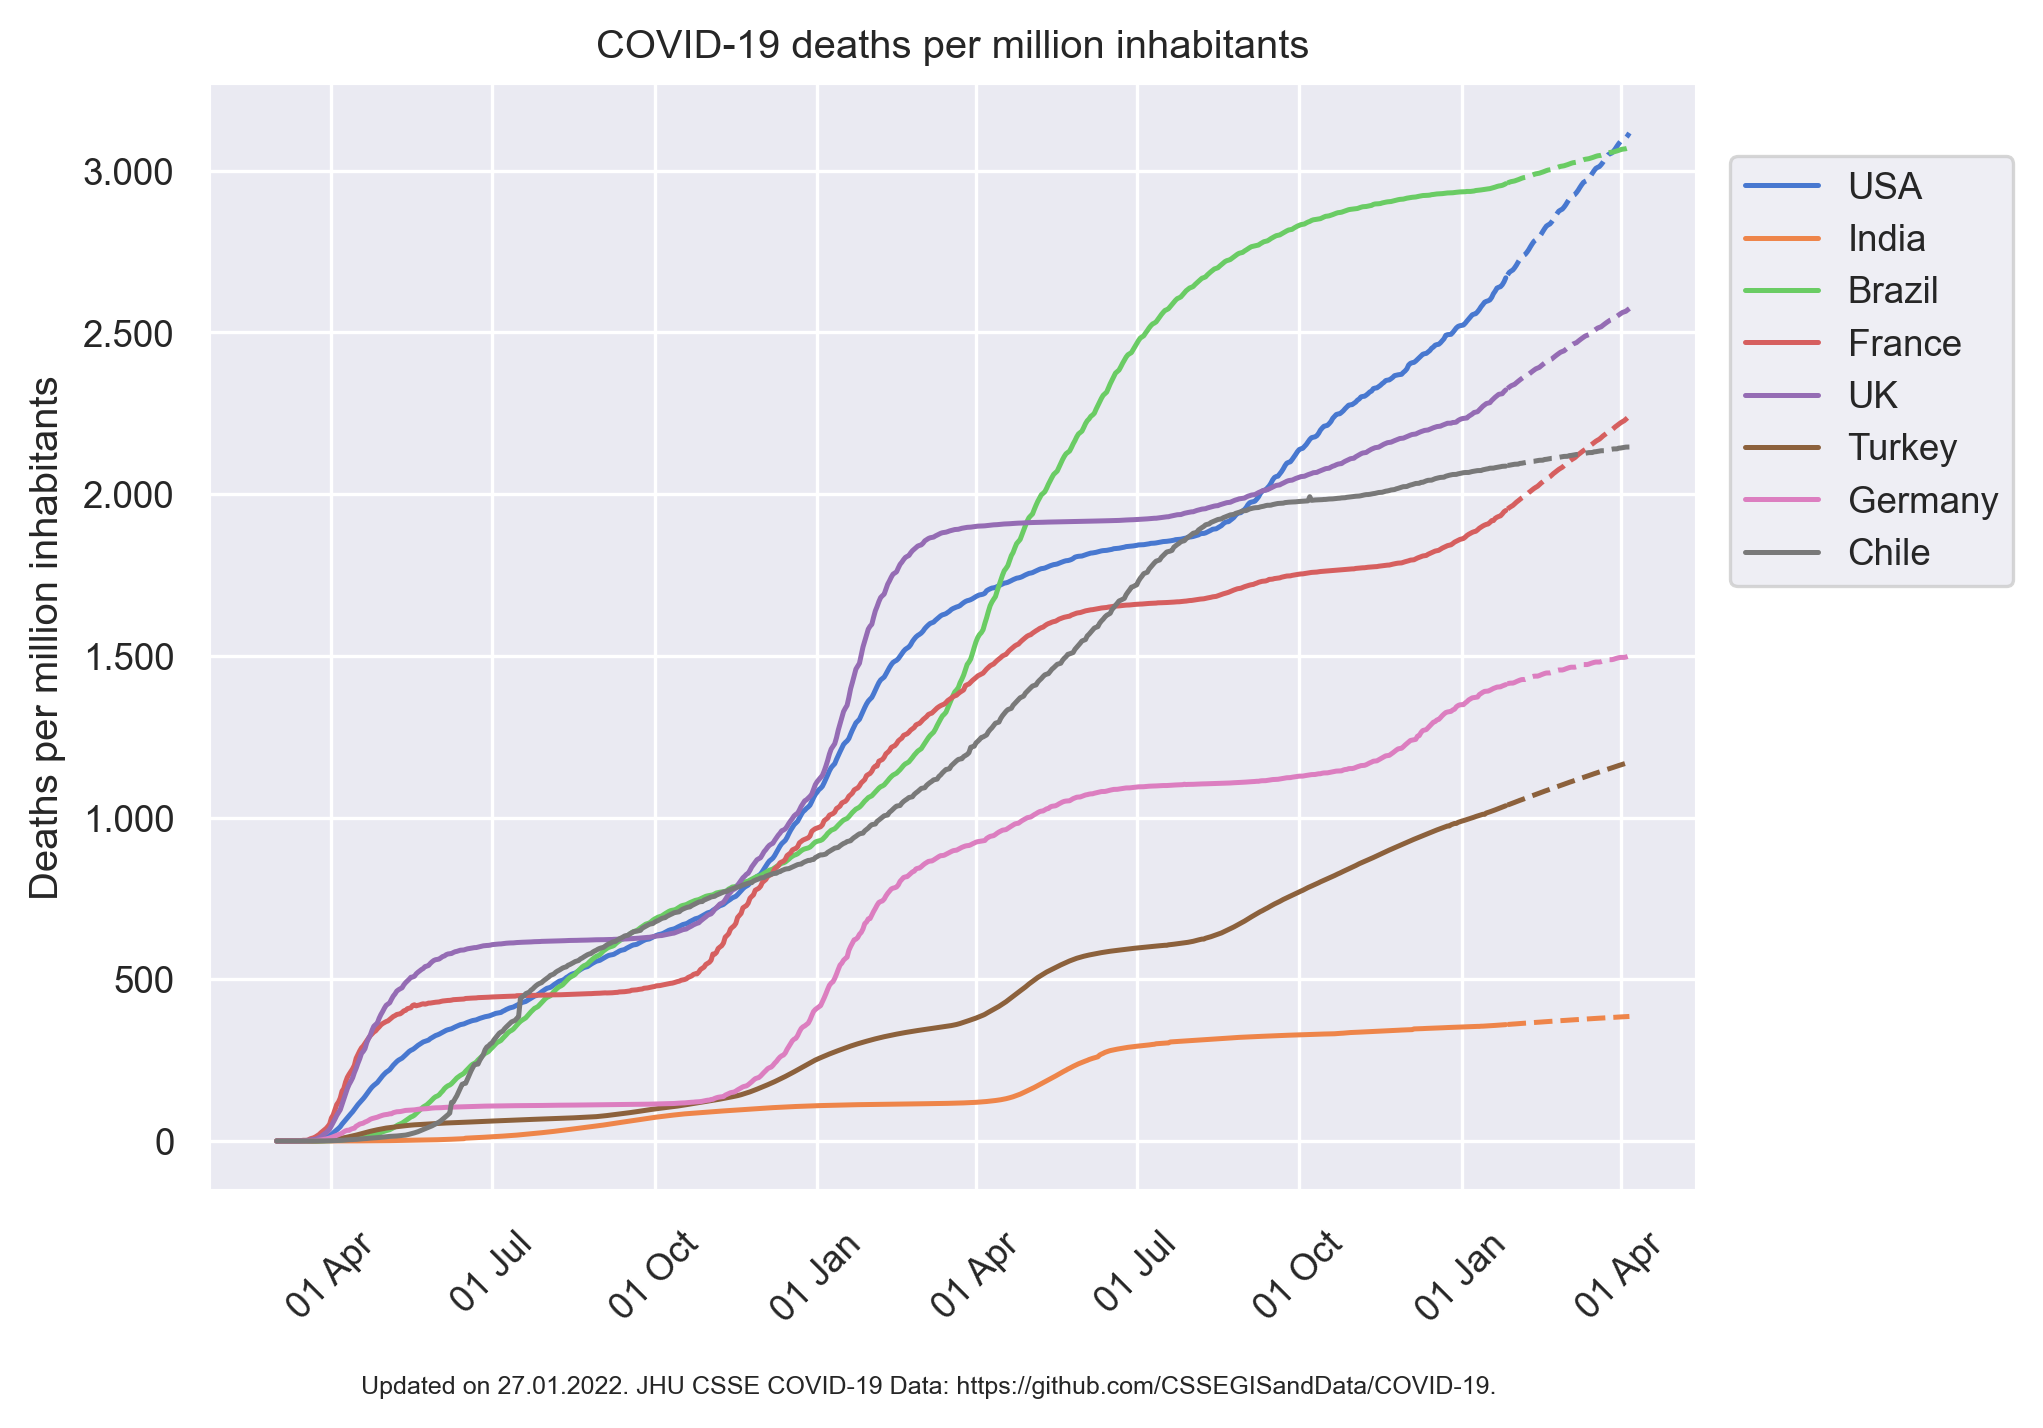 COVID-19 deaths per million inhabitants
Deaths per million inhabitants
3.000
2.500
2.000
1.500
1.000
500
0
01 Apr
01 Jul
01 Oct
01 Jan
01 Apr
01 Jul
01 Oct
01 Jan
01 Apr
USA
India
Brazil
France
UK
Turkey
Germany
Chile
Updated on 27.01.2022. JHU CSSE COVID-19 Data: https://github.com/CSSEGISandData/COVID-19.